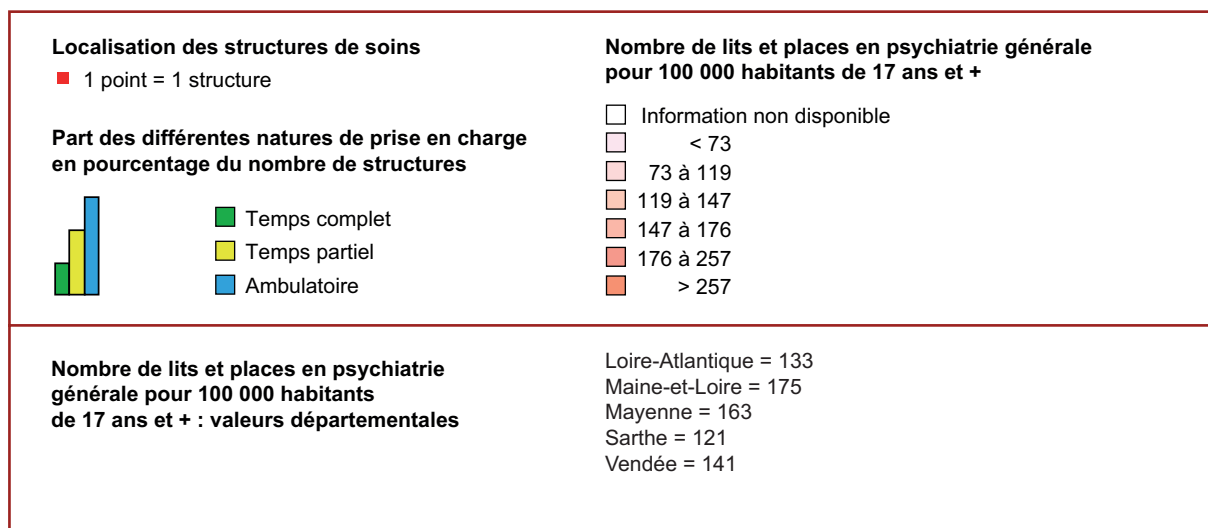 Localisation des structures de soins
1 point = 1 structure
Part des différentes natures de prise en charge
en pourcentage du nombre de structures
Temps complet
Temps partiel
Ambulatoire
Nombre de lits et places en psychiatrie générale
pour 100 000 habitants de 17 ans et +
Information non disponible
< 73
73 à 119
119 à 147
147 à 176
176 à 257
> 257
Nombre de lits et places en psychiatrie
générale pour 100 000 habitants
de 17 ans et + : valeurs départementales
Loire-Atlantique = 133
Maine-et-Loire = 175
Mayenne = 163
Sarthe = 121
Vendée = 141